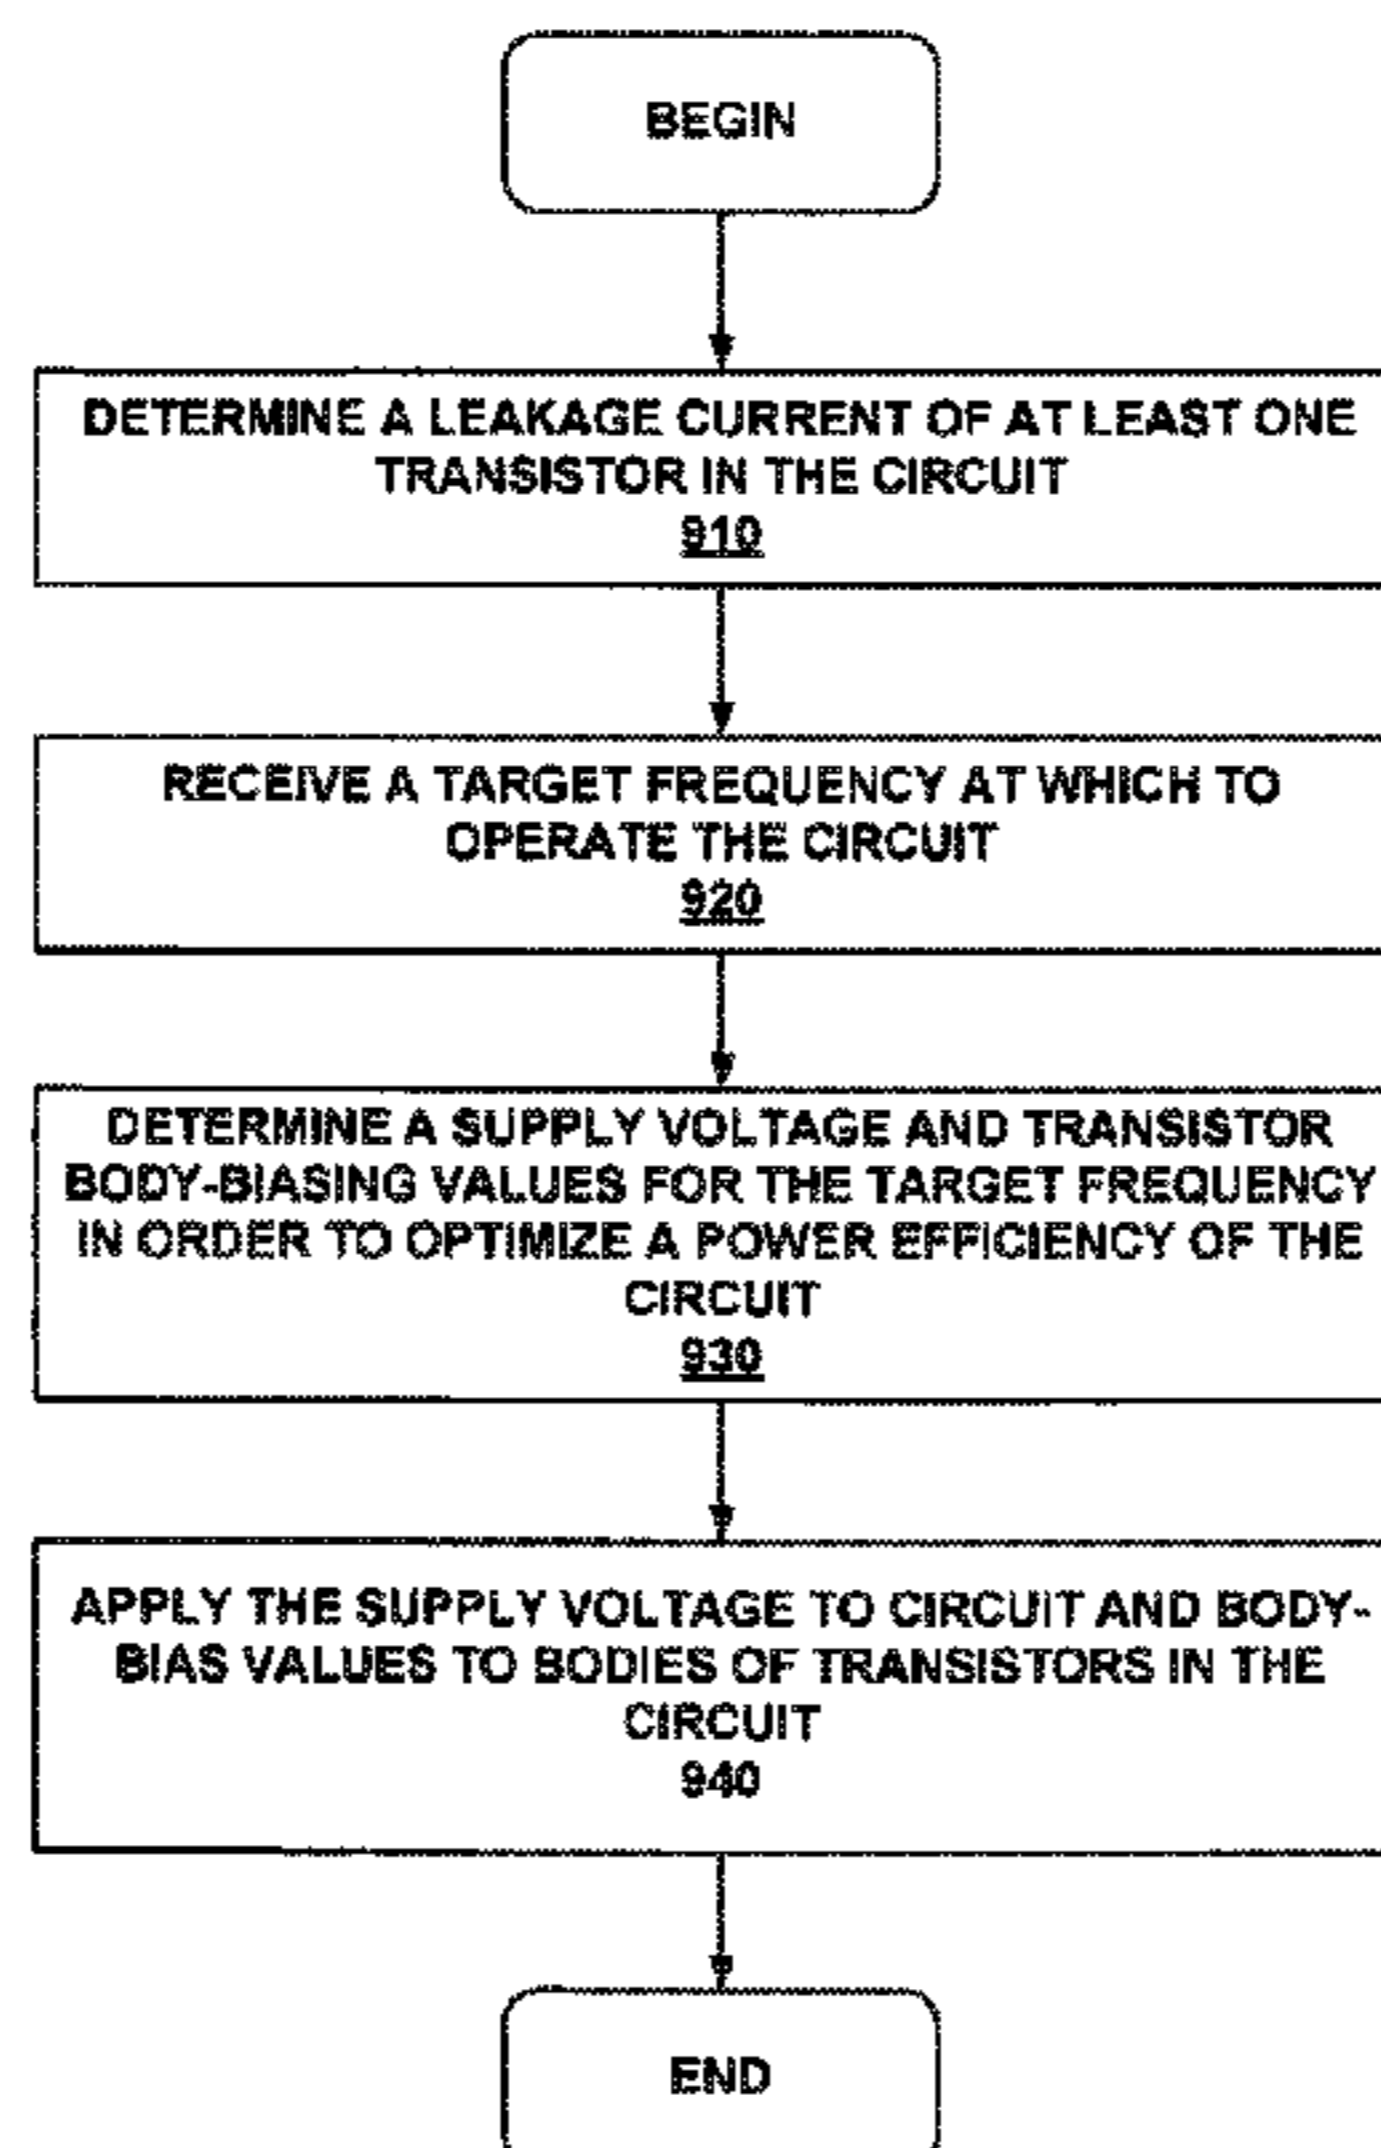 BEGIN
DETERMINE A LEAKAGE CURRENT OF AT LEAST ONE
TRANSISTOR IN THE CIRCUIT
910
RECEIVE A TARGET FREQUENCY AT WHICH TO
OPERATE THE CIRCUIT
920
DETERMINE A SUPPLY VOLTAGE AND TRANSISTOR
BODY-BIASING VALUES FOR THE TARGET FREQUENCY
IN ORDER TO OPTIMIZE A POWER EFFICIENCY OF THE
CIRCUIT
930
APPLY THE SUPPLY VOLTAGE TO CIRCUIT AND BODY-
BIAS VALUES TO BODIES OF TRANSISTORS IN THE
CIRCUIT
940
END